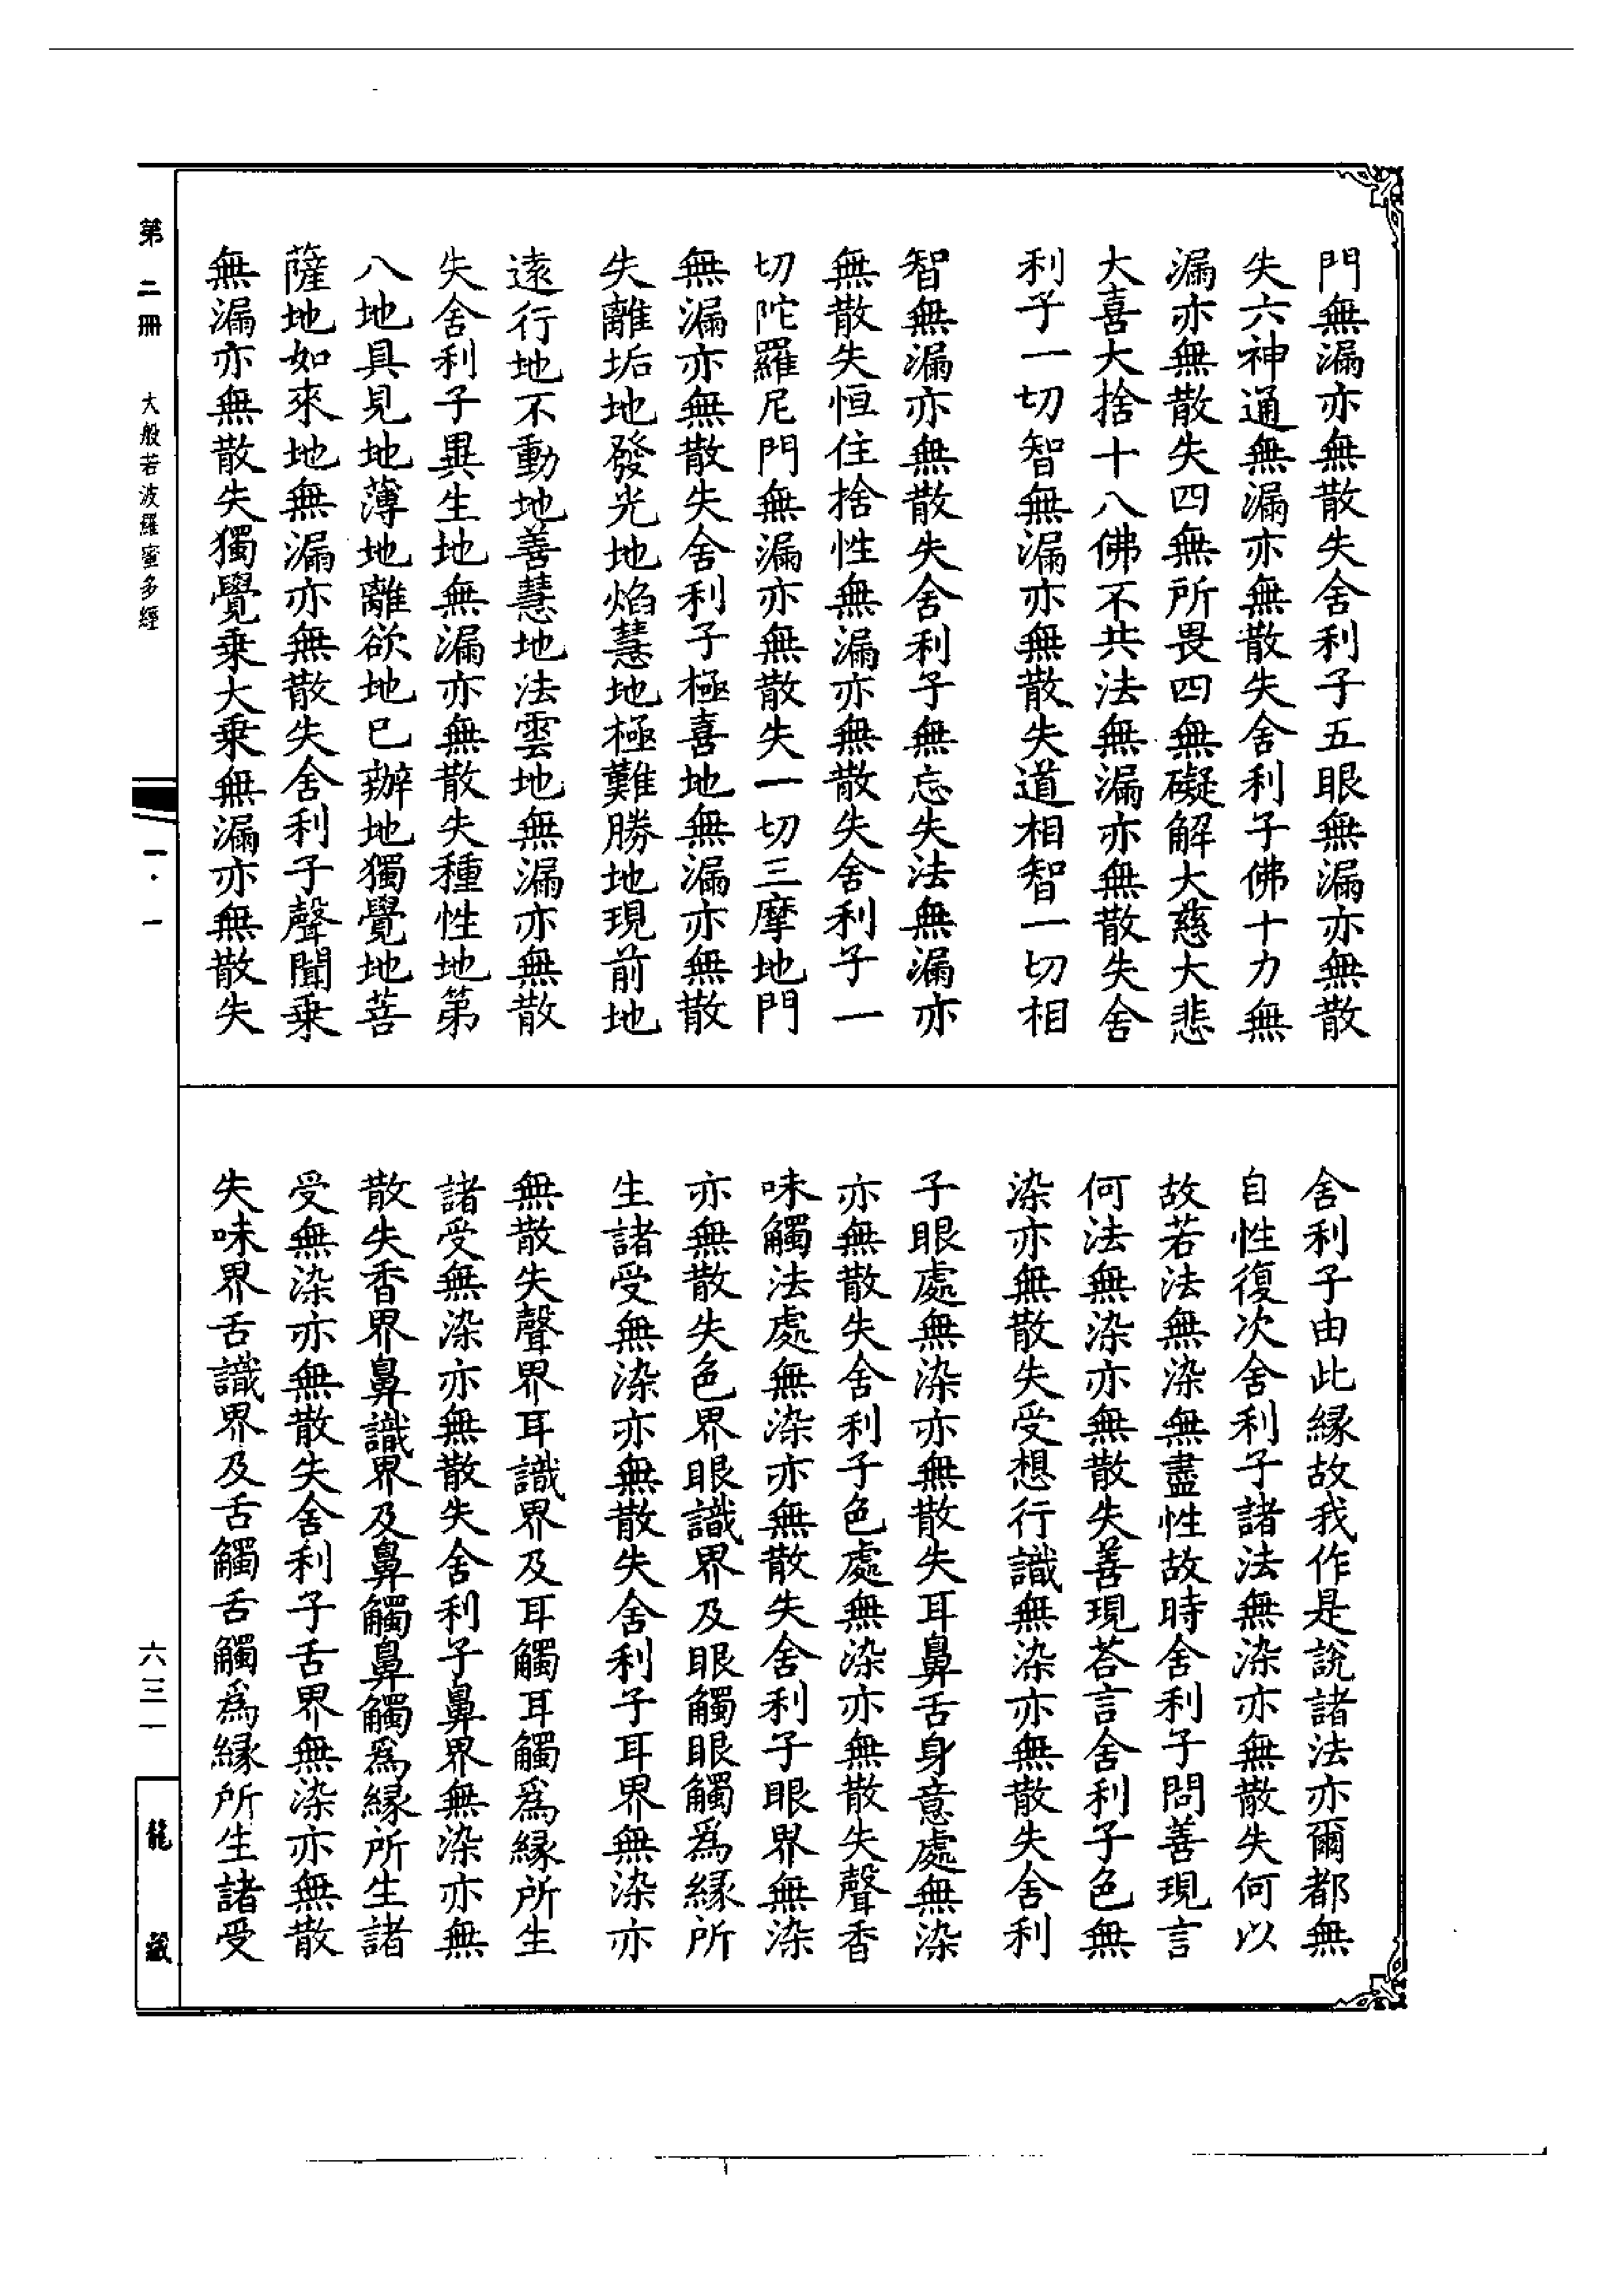 門無漏亦無散失舍利子五眼無漏亦無散
失六神通無漏亦無散失舍利子佛十力無
漏亦無散失四無所畏四無礙解大慈大悲
大喜大捨十八佛不共法無漏亦無散失舍
利子一切智無漏亦無散失道相智一切相
智無漏亦無散失舍利子無忘失法無漏亦
無散失恒住捨性無漏亦無散失舍利子一
切陀羅尼門無漏亦無散失一切三摩地門
無漏亦無散失舍利子極喜地無漏亦無散
失離垢地發光地焰慧地極難勝地現前地
遠行地不動地善慧地法雲地無漏亦無散
失舍利子異生地無漏亦無散失種性地第
八地具見地薄地離欲地已辦地獨覺地菩
薩地如來地無漏亦無散失舍利子聲聞乗
無漏亦無散失獨覺乗大乗無漏亦無散失
舍利子由此縁故我作是說諸法亦爾都無
自性復次舍利子諸法無染亦無散失何以
故若法無染無盡性故時舍利子問善現言
何法無染亦無散失善現荅言舍利子色無
染亦無散失受想行識無染亦無散失舍利
子眼處無染亦無散失耳鼻舌身意處無染
亦無散失舍利子色處無染亦無散失聲香
味觸法處無染亦無散失舍利子眼界無染
亦無散失色界眼識界及眼觸眼觸爲縁所
生諸受無染亦無散失舍利子耳界無染亦
無散失聲界耳識界及耳觸耳觸爲縁所生
諸受無染亦無散失舍利子鼻界無染亦無
散失香界鼻識界及鼻觸鼻觸爲縁所生諸
受無染亦無散失舍利子舌界無染亦無散
失味界舌識界及舌觸舌觸爲縁所生諸受
第二冊 大般若波羅蜜多經
一·一
六三一
龍藏